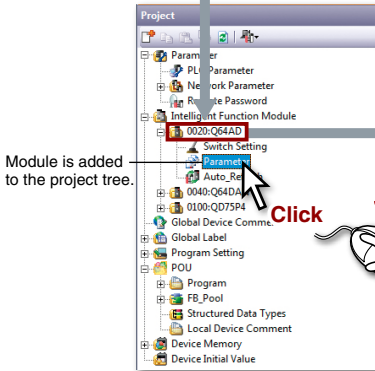 Project
Parameter
PLC Parameter
Network Parameter
Remote Password
Intelligent Function Module
0020:Q64AD
Switch Setting
Module is added
to the project tree.
Parameter
Auto_Refresh
0040:Q64DA
Click
0100:QD75P4
Global Device Comment
Global Label
Program Setting
POU
Program
FB_Pool
Structured Data Types
Local Device Comment
Device Memory
Device Initial Value